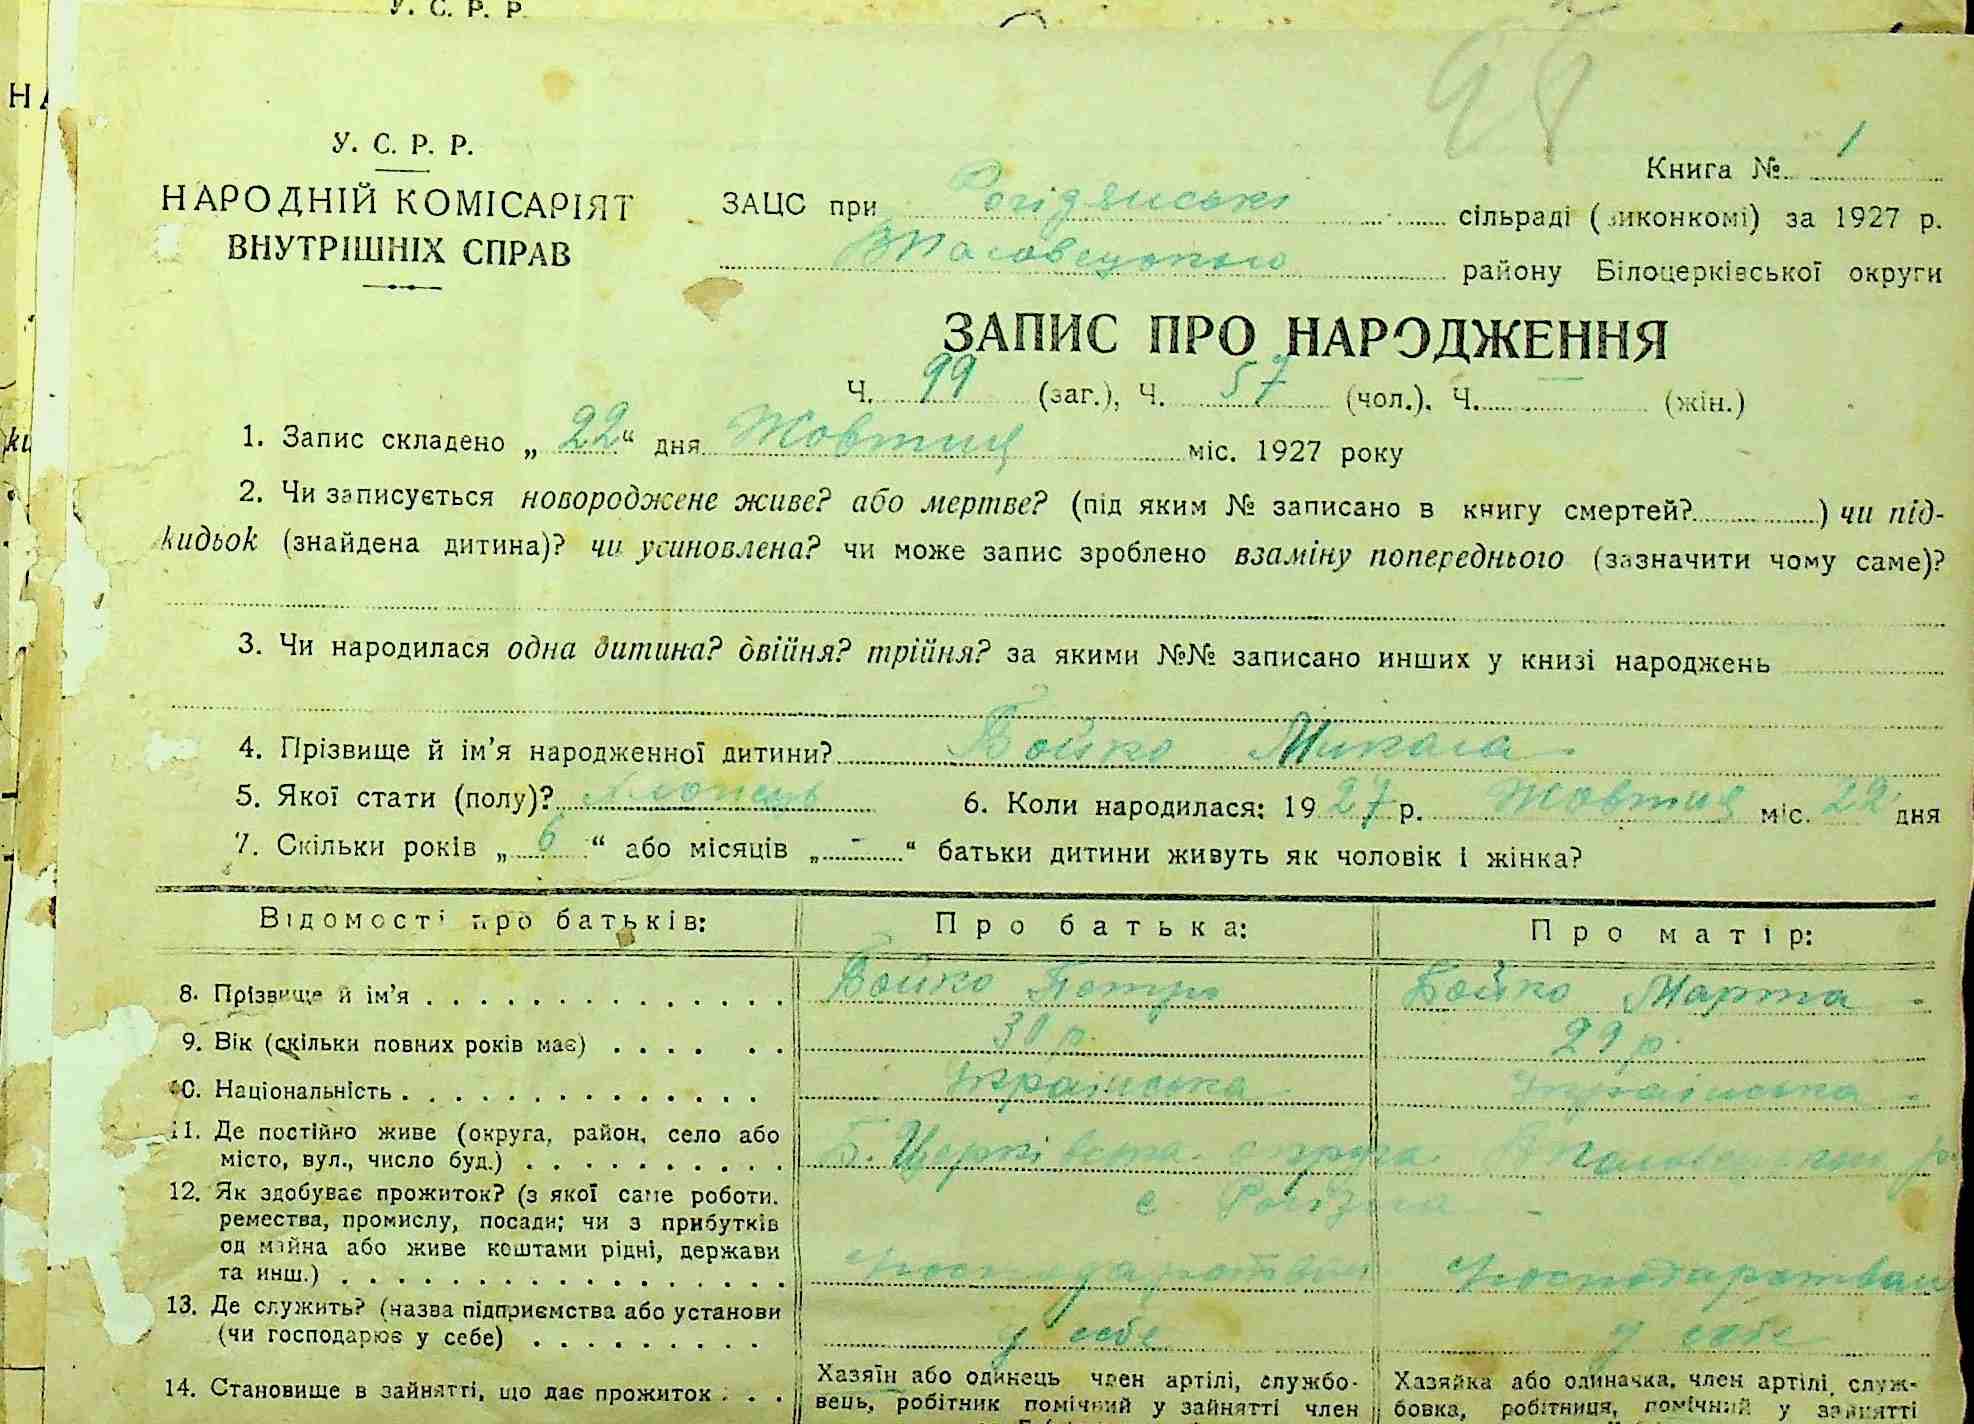 У. С. Р. Р.
НА
98
У. С. Р. Р.
НАРОДНІЙ КОМІСАРІЯТ
ВНУТРІШНІХ СПРАВ
Книга № 1
ЗАЦС при Рогізянські сільраді (виконкомі) за 1927 р.
району Білоцерківської округи
ЗАПИС ПРО НАРОДЖЕННЯ
Ч. 99 (заг.), Ч. 57 (чол.). Ч. (жін.)
1. Запис складено „ 22 “ дня Жовтня міс. 1927 року
2. Чи записується новороджене живе? або мертве? (під яким № записано в книгу смертей? ) чи під-
кидьок (знайдена дитина)? чи усиновлена? чи може запис зроблено взаміну попереднього (зазначити чому саме)?
3. Чи народилася одна дитина? двійня? трійня? за якими №№ записано инших у книзі народжень
4. Прізвище й ім’я народженної дитини? Бойко Микола
5. Якої стати (полу)? хлопець 6. Коли народилася: 1927 р. Жовтня міс. 22 дня
7. Скільки років „ 6 “ або місяців „ - “ батьки дитини живуть як чоловік і жінка?
Відомості про батьків: Про батька: Про матір:
8. Прізвище й ім’я Бойко Петро Бойко Марта
9. Вік (скільки повних років має) р. 29 р.
10. Національність Українська Українська
11. Де постійно живе (округа, район, село або
місто, вул., число буд.) Б. Церківська округа
с Рогізна
12. Як здобуває прожиток? (з якої саме роботи.
ремества, промислу, посади; чи з прибутків
од майна або живе коштами рідні, держави
та инш.)
13. Де служить? (назва підприємства або установи
(чи господарює у себе) у себе у себе
14. Становище в зайнятті, що дає прожиток
Хазяїн або одинець член артілі, службо-
вець, робітник помічний у зайнятті член
Хазяйка або одиначка, член артілі, служ-
бовка, робітниця, помічний у зайнятті